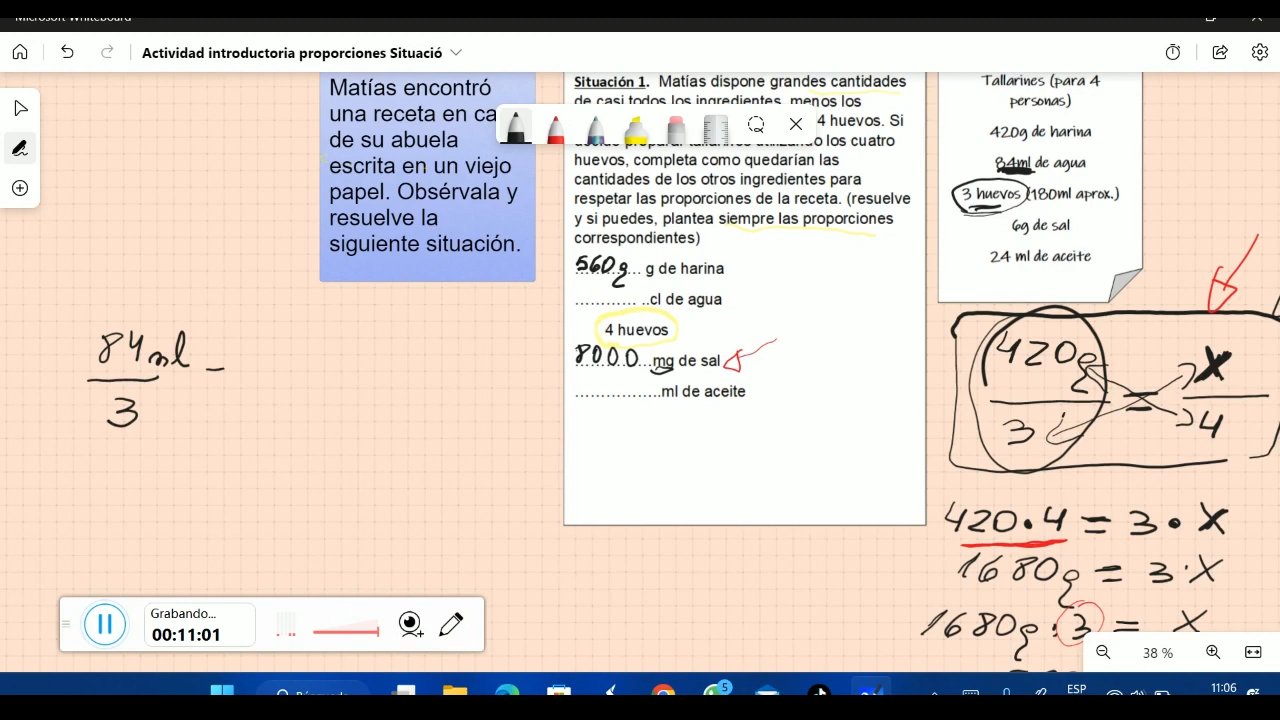 Microsoft Whiteboard
Actividad introductoria proporciones Situació
Matías encontró
una receta en ca
de su abuela
escrita en un viejo
papel. Obsérvala y
resuelve la
siguiente situación.
Situación 1. Matías dispone grandes cantidades
de casi todos los ingredientes, menos los
4 huevos. Si
los cuatro
huevos, completa como quedarían las
cantidades de los otros ingredientes para
respetar las proporciones de la receta. (resuelve
y si puedes, plantea siempre las proporciones
correspondientes)
560g g de harina
............ ..cl de agua
4 huevos
8000 ...mg de sal
.................ml de aceite
Tallarines (para 4
personas)
420g de harina
84ml de agua
3 huevos (180ml aprox.)
6g de sal
24 ml de aceite
84ml –
3
420g = X
3 4
420·4 = 3·X
1680g = 3·X
1680g : 3 = X
Grabando...
00:11:01
38 %
Búsqueda
5
ESP
11:06